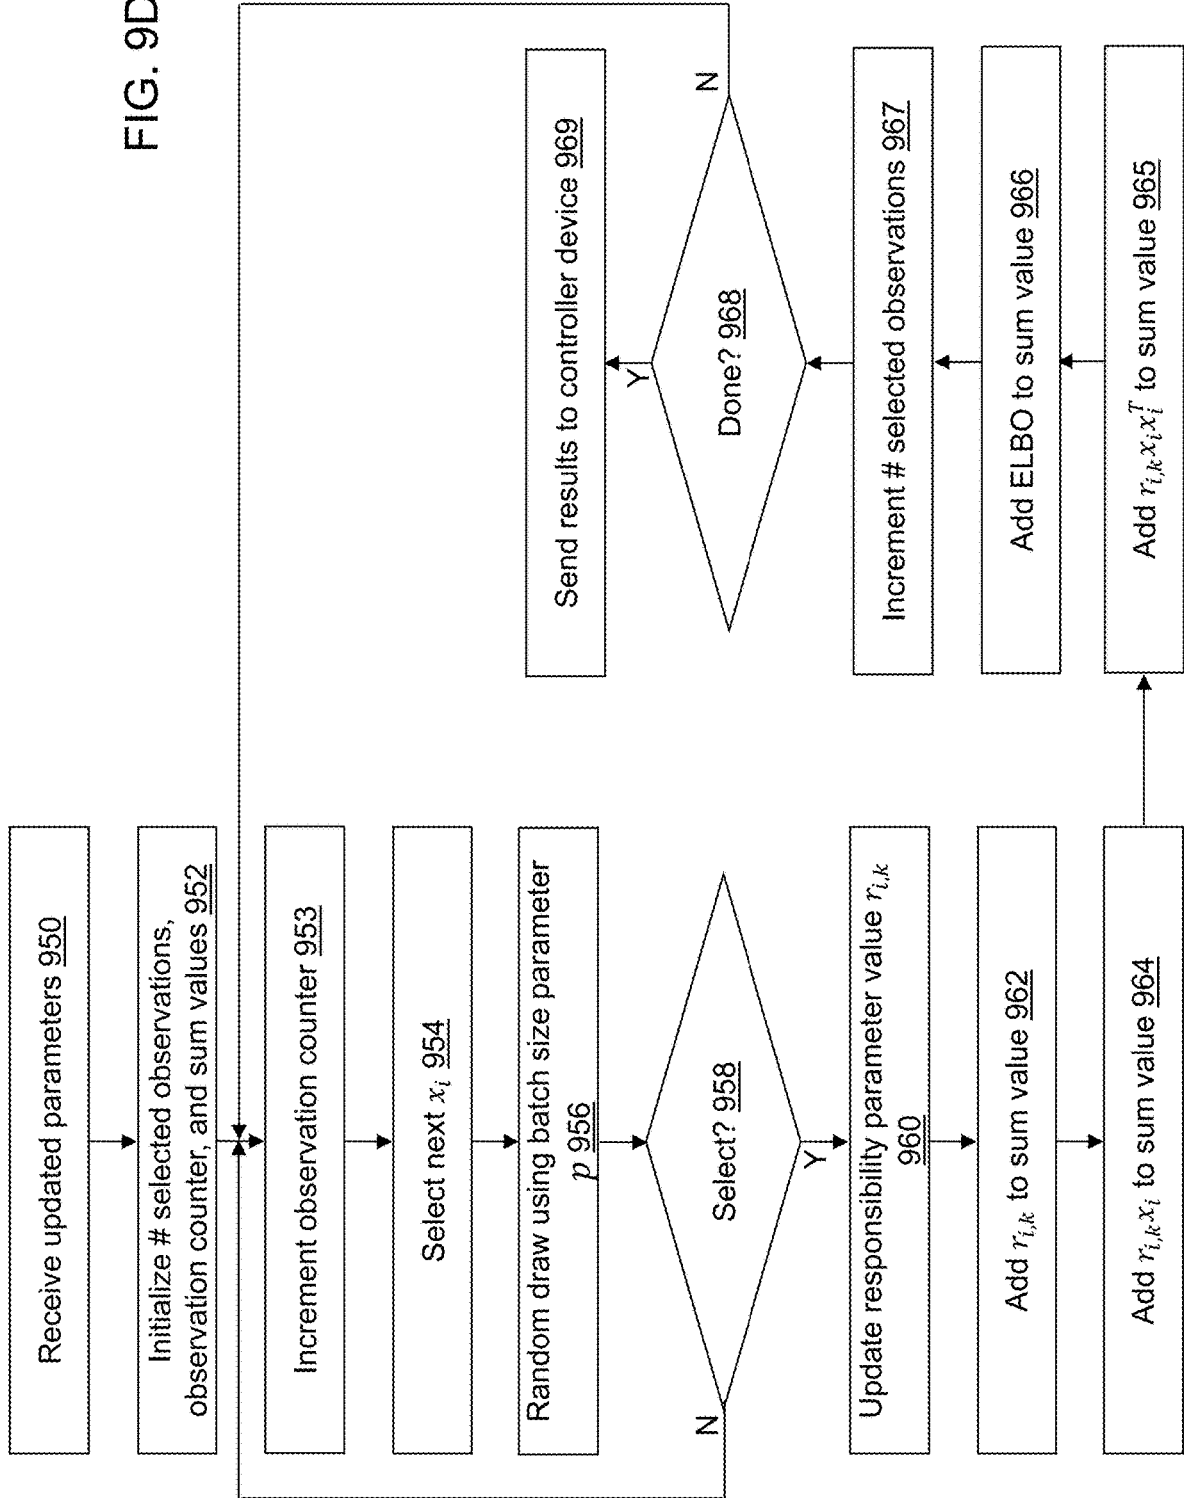 FIG. 9D
Receive updated parameters 950
Initialize # selected observations,
observation counter, and sum values 952
Increment observation counter 953
Select next x_i 954
Random draw using batch size parameter
p 956
Select? 958
N
Y
Update responsibility parameter value r_{i,k}
960
Add r_{i,k} to sum value 962
Add r_{i,k}x_i to sum value 964
Add r_{i,k}x_ix_i^T to sum value 965
Add ELBO to sum value 966
Increment # selected observations 967
Done? 968
N
Y
Send results to controller device 969